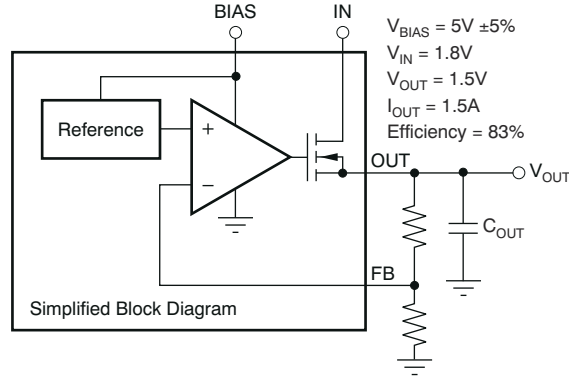 BIAS
IN
V_BIAS = 5V ±5%
V_IN = 1.8V
V_OUT = 1.5V
I_OUT = 1.5A
Efficiency = 83%
Reference
+
−
OUT
V_OUT
C_OUT
FB
Simplified Block Diagram